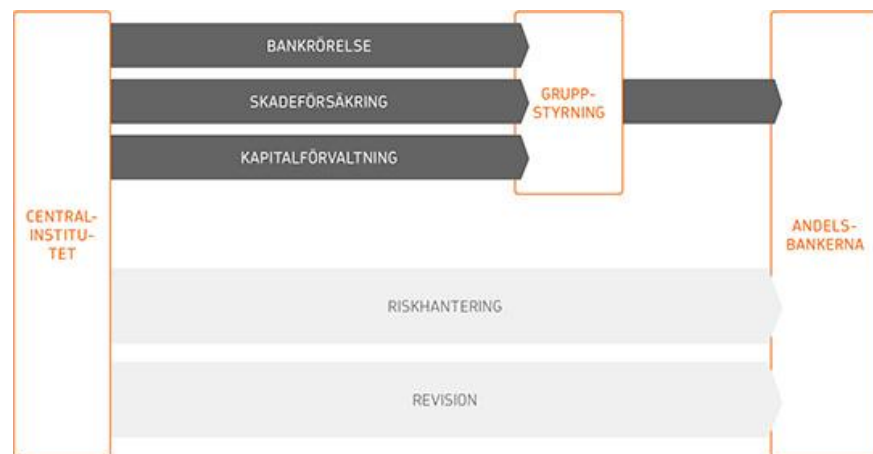 BANKRÖRELSE
SKADEFÖRSÄKRING
KAPITALFÖRVALTNING
GRUPP-
STYRNING
CENTRAL-
INSTITU-
TET
ANDELS-
BANKERNA
RISKHANTERING
REVISION